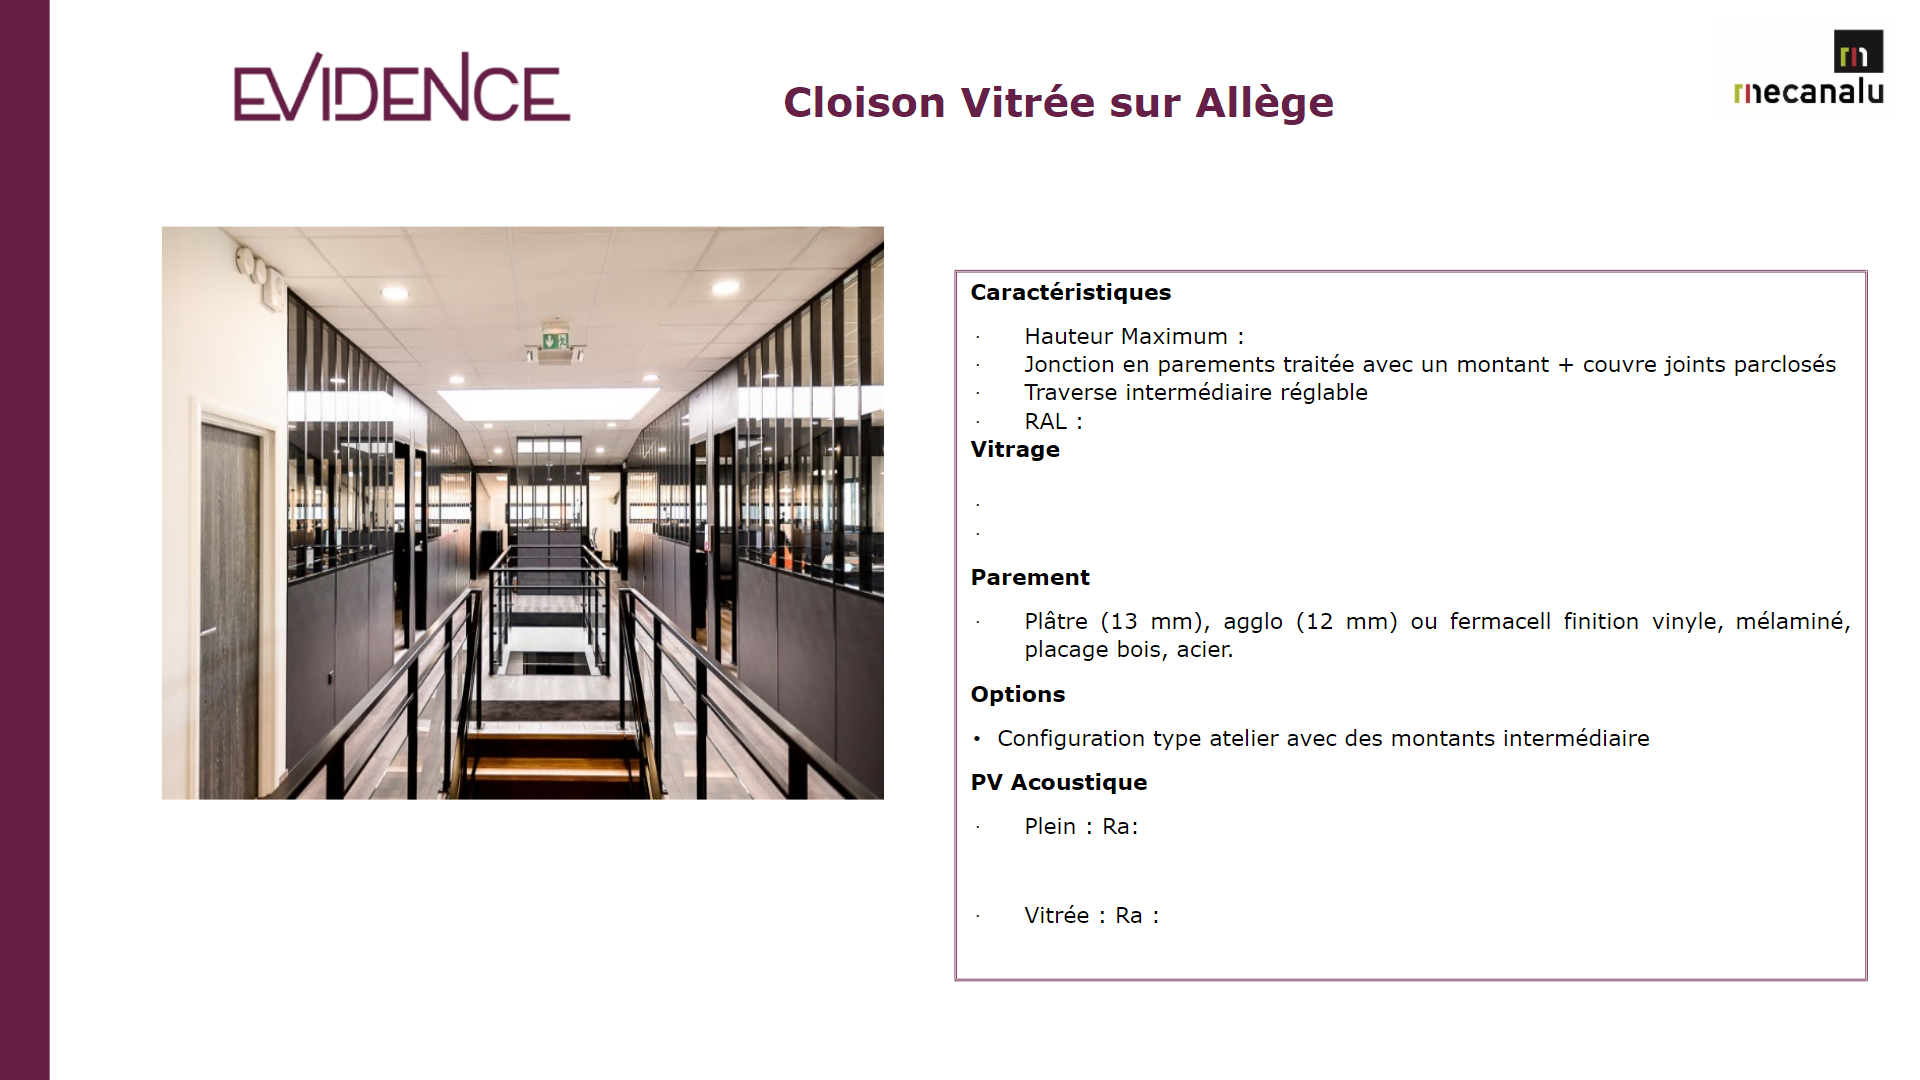 EVIDENCE
Cloison Vitrée sur Allège
m
mecanalu
Caractéristiques
· Hauteur Maximum :
· Jonction en parements traitée avec un montant + couvre joints parclosés
· Traverse intermédiaire réglable
· RAL :
Vitrage
·
·
Parement
· Plâtre (13 mm), agglo (12 mm) ou fermacell finition vinyle, mélaminé,
placage bois, acier.
Options
• Configuration type atelier avec des montants intermédiaire
PV Acoustique
· Plein : Ra:
· Vitrée : Ra :